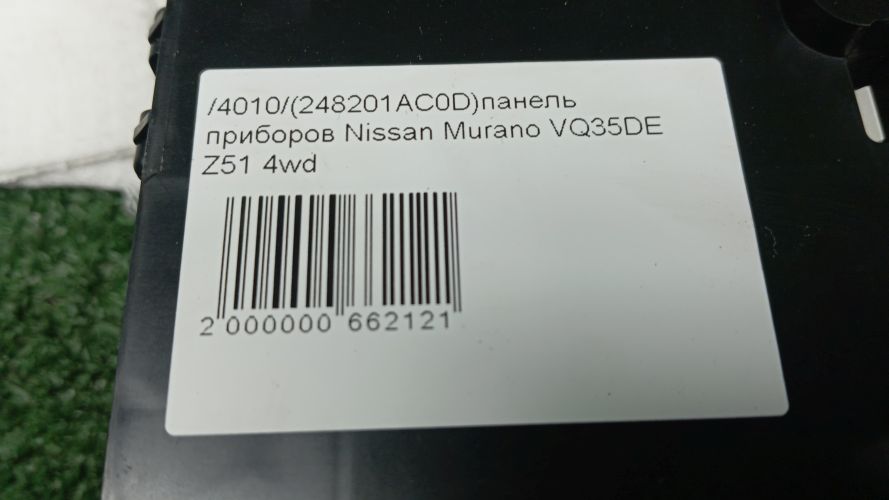 /4010/(248201AC0D)панель
приборов Nissan Murano VQ35DE
Z51 4wd
2 000000 662121